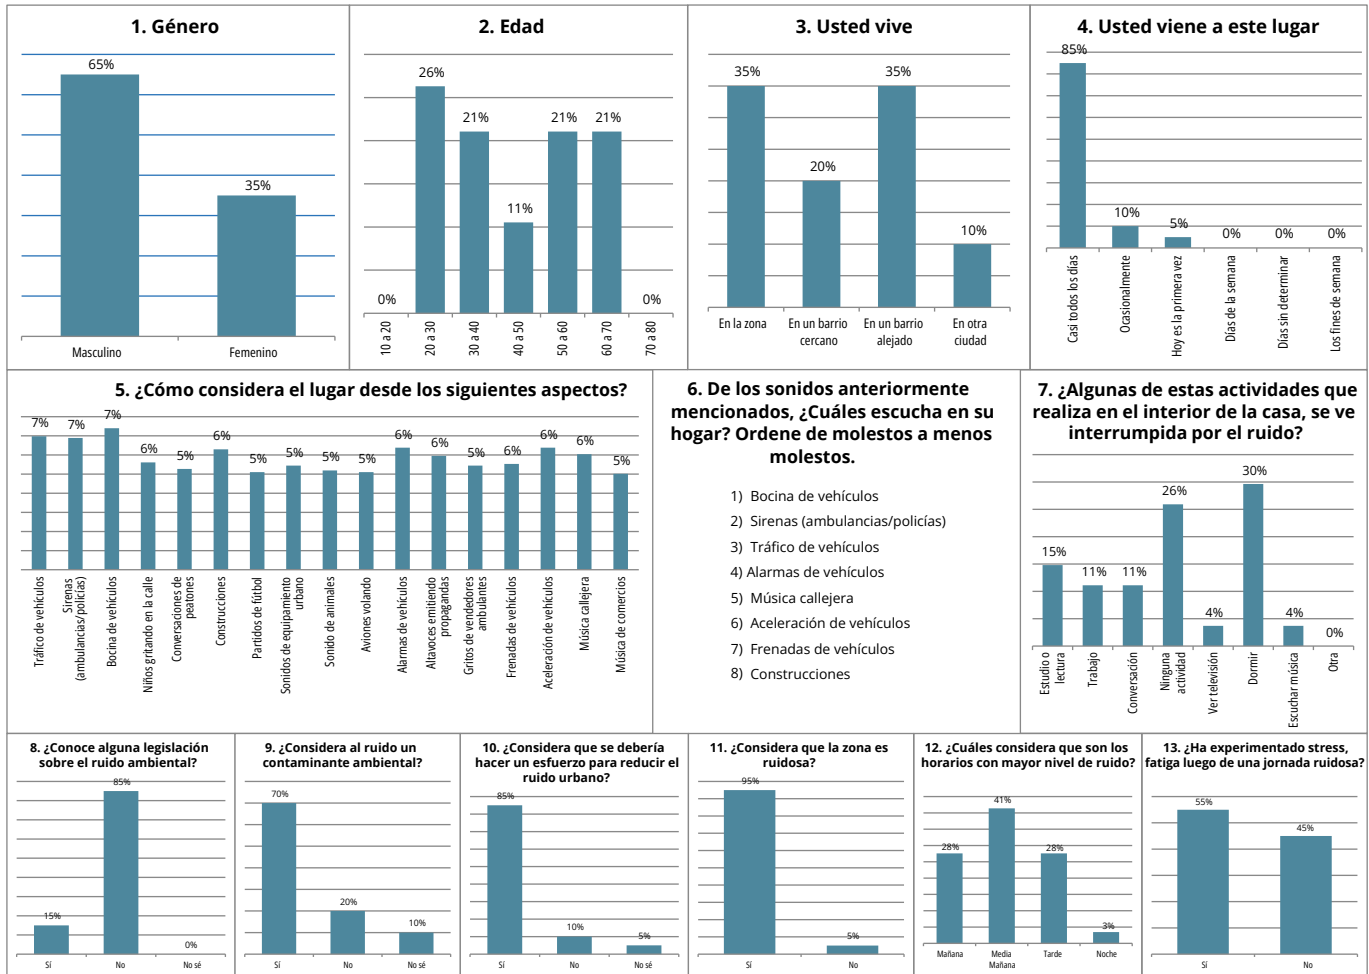 1. Género
65%
35%
Masculino
Femenino
2. Edad
26%
21%
21%
21%
11%
0%
0%
10 a 20
20 a 30
30 a 40
40 a 50
50 a 60
60 a 70
70 a 80
3. Usted vive
35%
20%
35%
10%
En la zona
En un barrio
cercano
En un barrio
alejado
En otra
ciudad
4. Usted viene a este lugar
85%
10%
5%
0%
0%
0%
Casi todos los días
Ocasionalmente
Hoy es la primera vez
Días de la semana
Días sin determinar
Los fines de semana
5. ¿Cómo considera el lugar desde los siguientes aspectos?
7%
7%
7%
6%
5%
6%
5%
5%
5%
5%
6%
6%
5%
6%
6%
6%
5%
Tráfico de vehículos
Sirenas
(ambulancias/policías)
Bocina de vehículos
Niños gritando en la calle
Conversaciones de
peatones
Construcciones
Partidos de fútbol
Sonidos de equipamiento
urbano
Sonido de animales
Aviones volando
Alarmas de vehículos
Altavoces emitiendo
propagandas
Gritos de vendedores
ambulantes
Frenadas de vehículos
Aceleración de vehículos
Música callejera
Música de comercios
6. De los sonidos anteriormente
mencionados, ¿Cuáles escucha en su
hogar? Ordene de molestos a menos
molestos.
1) Bocina de vehículos
2) Sirenas (ambulancias/policías)
3) Tráfico de vehículos
4) Alarmas de vehículos
5) Música callejera
6) Aceleración de vehículos
7) Frenadas de vehículos
8) Construcciones
7. ¿Algunas de estas actividades que
realiza en el interior de la casa, se ve
interrumpida por el ruido?
15%
11%
11%
26%
4%
30%
4%
0%
Estudio o
lectura
Trabajo
Conversación
Ninguna
actividad
Ver televisión
Dormir
Escuchar música
Otra
8. ¿Conoce alguna legislación
sobre el ruido ambiental?
15%
85%
0%
Sí
No
No sé
9. ¿Considera al ruido un
contaminante ambiental?
70%
20%
10%
Sí
No
No sé
10. ¿Considera que se debería
hacer un esfuerzo para reducir el
ruido urbano?
85%
10%
5%
Sí
No
No sé
11. ¿Considera que la zona es
ruidosa?
95%
5%
Sí
No
12. ¿Cuáles considera que son los
horarios con mayor nivel de ruido?
28%
41%
28%
3%
Mañana
Media
Mañana
Tarde
Noche
13. ¿Ha experimentado stress,
fatiga luego de una jornada ruidosa?
55%
45%
Sí
No